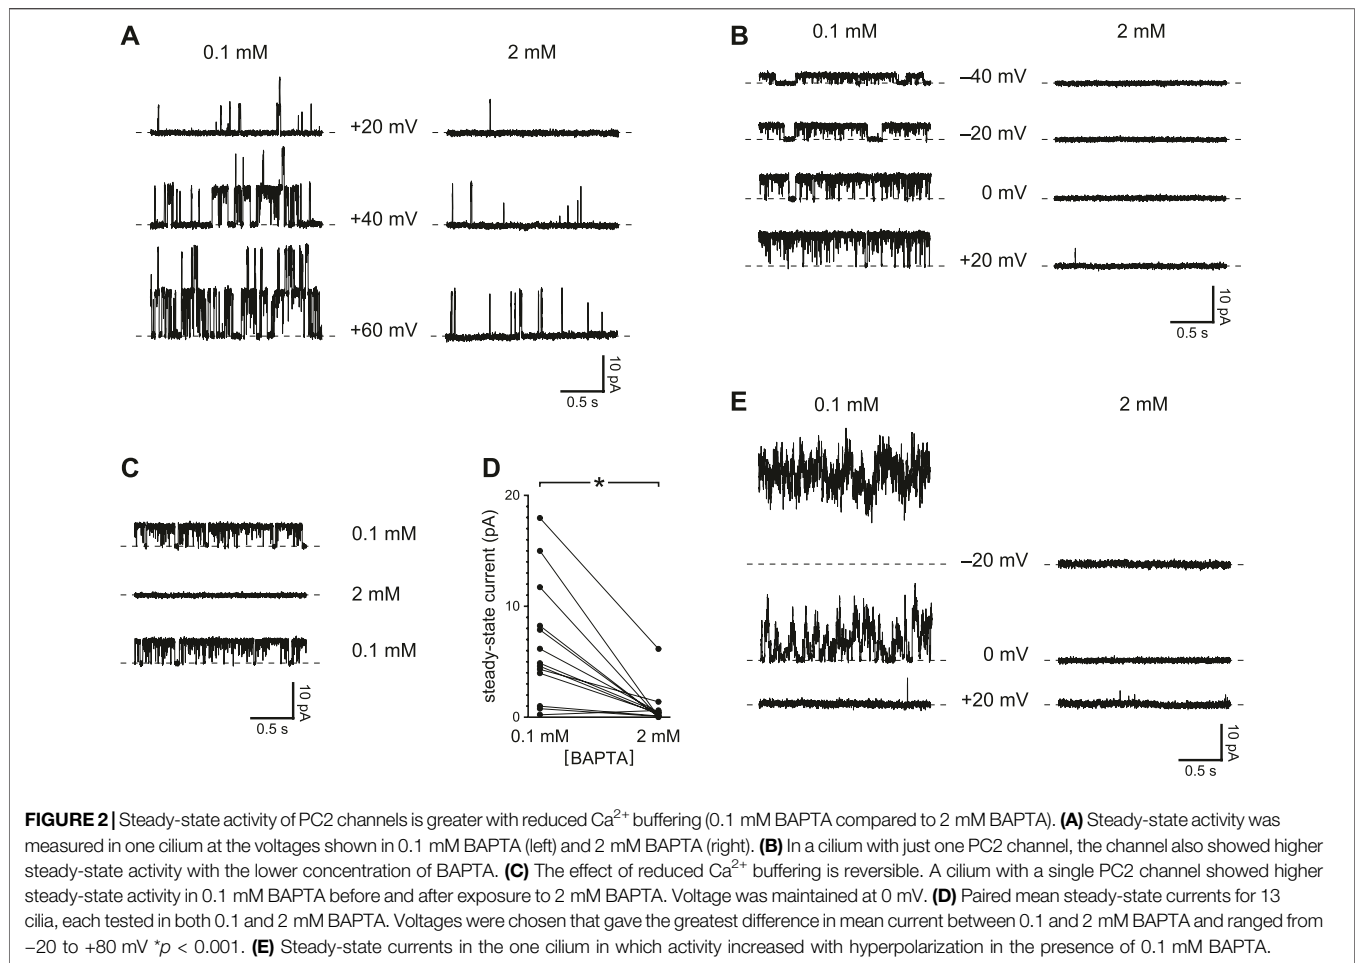 A
0.1 mM
2 mM
+20 mV
+40 mV
+60 mV
10 pA
0.5 s
B
0.1 mM
2 mM
–40 mV
–20 mV
0 mV
+20 mV
10 pA
0.5 s
C
0.1 mM
2 mM
0.1 mM
10 pA
0.5 s
D
*
steady-state current (pA)
20
10
0
0.1 mM
2 mM
[BAPTA]
E
0.1 mM
2 mM
–20 mV
0 mV
+20 mV
10 pA
0.5 s
FIGURE 2 | Steady-state activity of PC2 channels is greater with reduced Ca²⁺ buffering (0.1 mM BAPTA compared to 2 mM BAPTA). (A) Steady-state activity was
measured in one cilium at the voltages shown in 0.1 mM BAPTA (left) and 2 mM BAPTA (right). (B) In a cilium with just one PC2 channel, the channel also showed higher
steady-state activity with the lower concentration of BAPTA. (C) The effect of reduced Ca²⁺ buffering is reversible. A cilium with a single PC2 channel showed higher
steady-state activity in 0.1 mM BAPTA before and after exposure to 2 mM BAPTA. Voltage was maintained at 0 mV. (D) Paired mean steady-state currents for 13
cilia, each tested in both 0.1 and 2 mM BAPTA. Voltages were chosen that gave the greatest difference in mean current between 0.1 and 2 mM BAPTA and ranged from
−20 to +80 mV *p < 0.001. (E) Steady-state currents in the one cilium in which activity increased with hyperpolarization in the presence of 0.1 mM BAPTA.